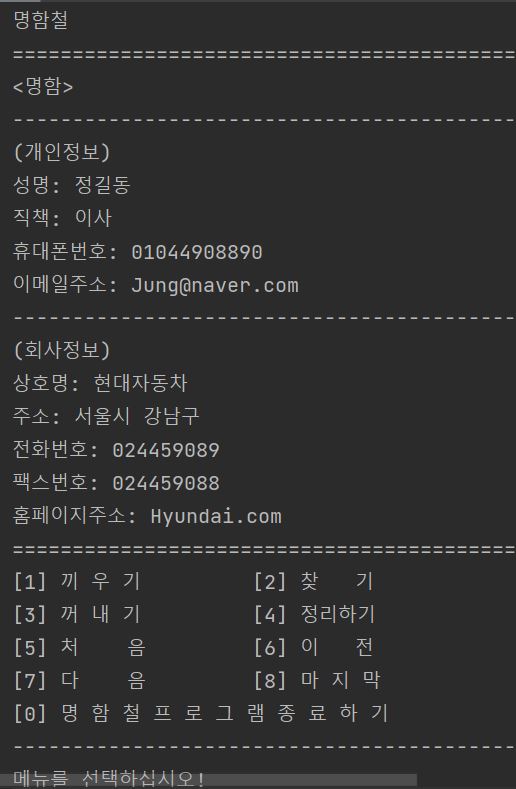 명함철
==========================================
<명함>
------------------------------------------
(개인정보)
성명: 정길동
직책: 이사
휴대폰번호: 01044908890
이메일주소: Jung@naver.com
------------------------------------------
(회사정보)
상호명: 현대자동차
주소: 서울시 강남구
전화번호: 024459089
팩스번호: 024459088
홈페이지주소: Hyundai.com
==========================================
[1] 끼 우 기 [2] 찾 기
[3] 꺼 내 기 [4] 정리하기
[5] 처 음 [6] 이 전
[7] 다 음 [8] 마 지 막
[0] 명 함 철 프 로 그 램 종 료 하 기
------------------------------------------
메뉴를 선택하십시오!